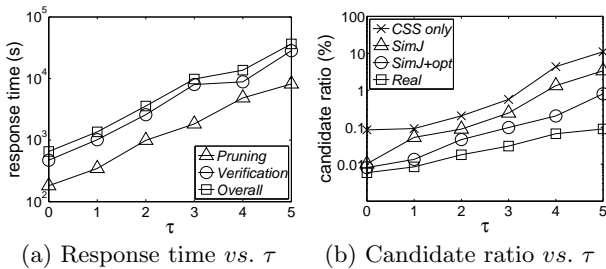 response time (s)
10^5
10^4
10^3
10^2
0 1 2 3 4 5
τ
Pruning
Verification
Overall
(a) Response time vs. τ
candidate ratio (%)
100
10
1
0.1
0.01
0 1 2 3 4 5
τ
CSS only
SimJ
SimJ+opt
Real
(b) Candidate ratio vs. τ